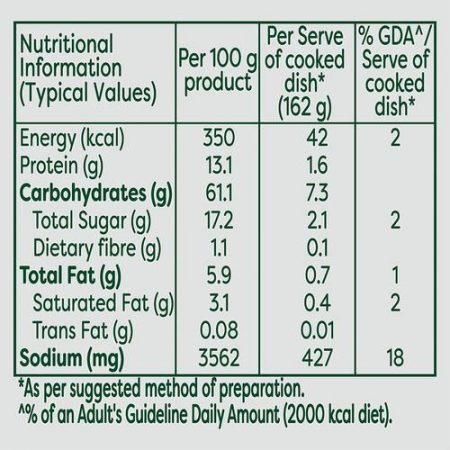 Nutritional Information (Typical Values) Per 100 g product Per Serve of cooked dish* (162 g) % GDA^/ Serve of cooked dish*
Energy (kcal) 350 42 2
Protein (g) 13.1 1.6
Carbohydrates (g) 61.1 7.3
Total Sugar (g) 17.2 2.1 2
Dietary fibre (g) 1.1 0.1
Total Fat (g) 5.9 0.7 1
Saturated Fat (g) 3.1 0.4 2
Trans Fat (g) 0.08 0.01
Sodium (mg) 3562 427 18
*As per suggested method of preparation.
^% of an Adult's Guideline Daily Amount (2000 kcal diet).